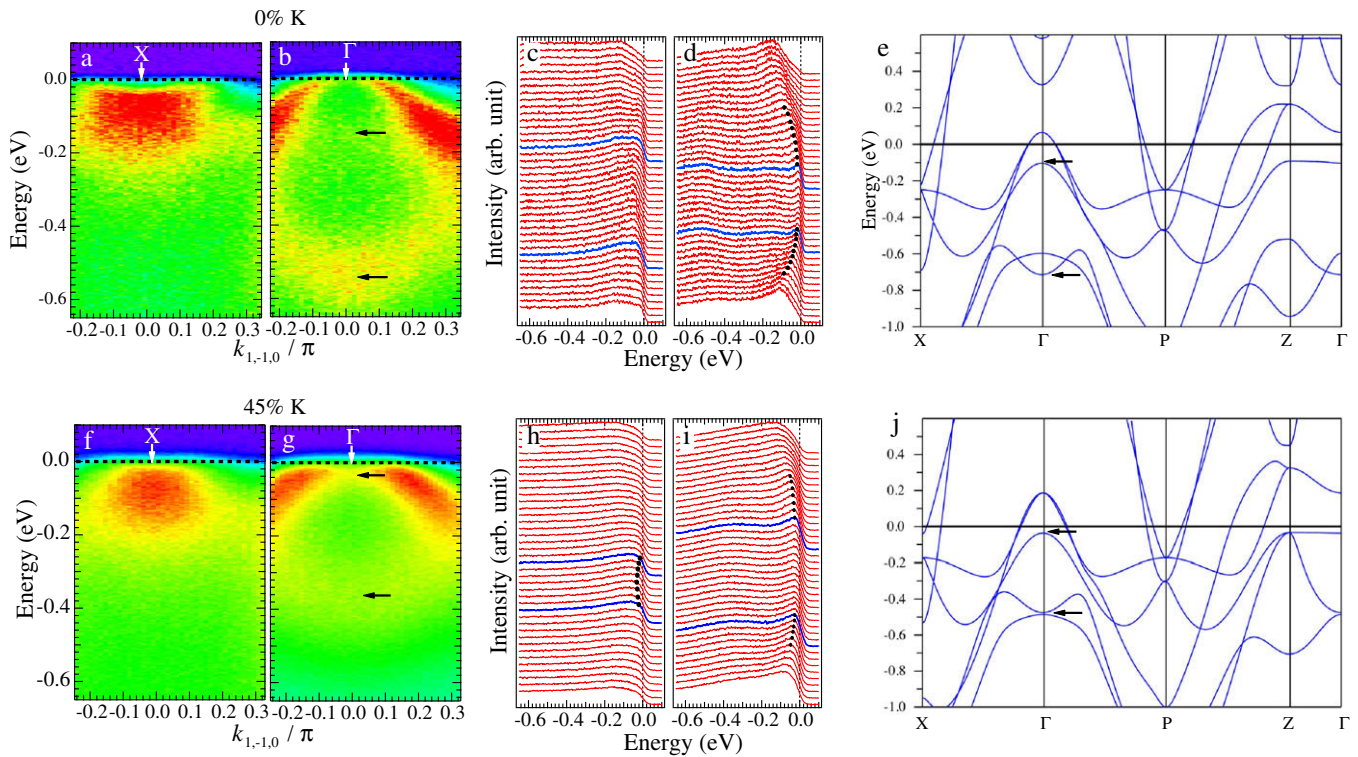 0% K
a X b Γ c d e
0.0
-0.2
-0.4
-0.6
Energy (eV)
-0.2 -0.1 0.0 0.1 0.2 -0.2 -0.1 0.0 0.1 0.2 0.3
k1,-1,0 / π
Intensity (arb. unit)
-0.6 -0.4 -0.2 0.0 -0.6 -0.4 -0.2 0.0
Energy (eV)
Energy (eV)
0.4
0.2
0.0
-0.2
-0.4
-0.6
-0.8
-1.0
X Γ P Z Γ
45% K
f X g Γ h i j
0.0
-0.2
-0.4
-0.6
Energy (eV)
-0.2 -0.1 0.0 0.1 0.2 -0.2 -0.1 0.0 0.1 0.2 0.3
k1,-1,0 / π
Intensity (arb. unit)
-0.6 -0.4 -0.2 0.0 -0.6 -0.4 -0.2 0.0
Energy (eV)
0.4
0.2
0.0
-0.2
-0.4
-0.6
-0.8
-1.0
X Γ P Z Γ